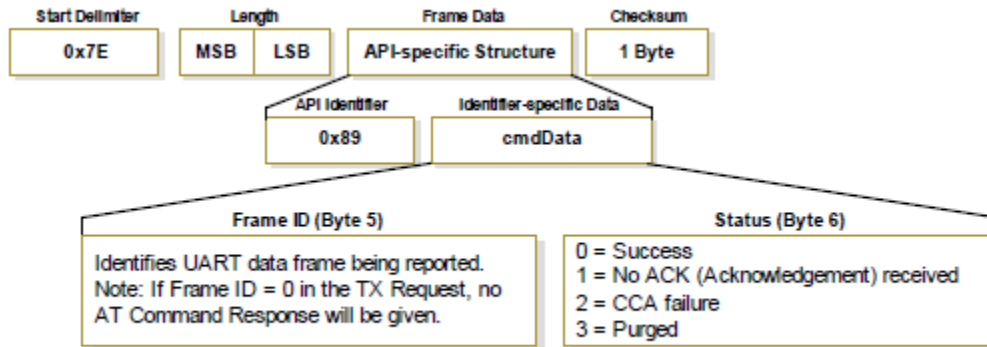 Start Delimiter Length Frame Data Checksum
0x7E MSB LSB API-specific Structure 1 Byte
API Identifier Identifier-specific Data
0x89 cmdData
Frame ID (Byte 5)
Identifies UART data frame being reported.
Note: If Frame ID = 0 in the TX Request, no
AT Command Response will be given.
Status (Byte 6)
0 = Success
1 = No ACK (Acknowledgement) received
2 = CCA failure
3 = Purged